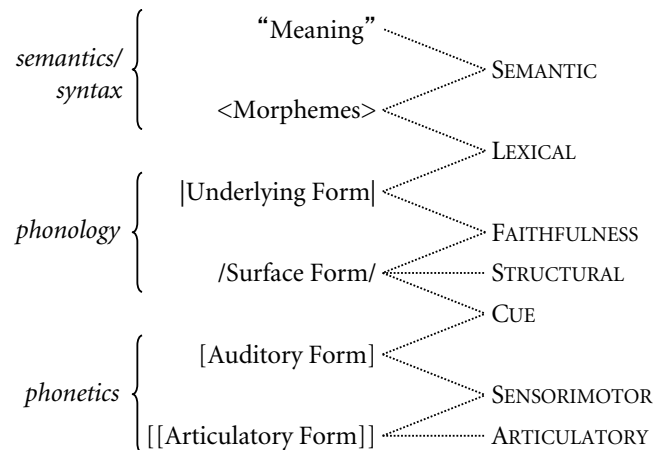 “Meaning”
semantics/
syntax
SEMANTIC
<Morphemes>
LEXICAL
|Underlying Form|
phonology
FAITHFULNESS
/Surface Form/
STRUCTURAL
CUE
[Auditory Form]
phonetics
SENSORIMOTOR
[[Articulatory Form]]
ARTICULATORY